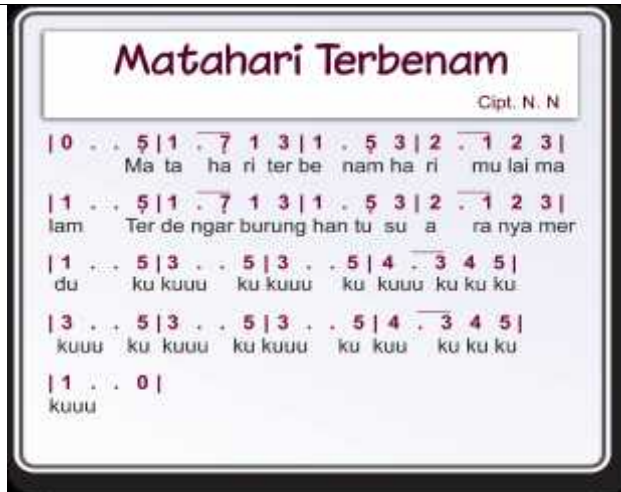 Matahari Terbenam
Cipt. N. N
|0 . . 5̣|1 . 7̣ 1 3|1 . 5̣ 3|2 . 1 2 3|
Ma ta ha ri ter be nam ha ri mu lai ma
|1 . . 5̣|1 . 7̣ 1 3|1 . 5̣ 3|2 . 1 2 3|
lam Ter de ngar burung han tu su a ra nya mer
|1 . . 5|3 . . 5|3 . . 5|4 . 3 4 5|
du ku kuuu ku kuuu ku kuuu ku ku ku
|3 . . 5|3 . . 5|3 . . 5|4 . 3 4 5|
kuuu ku kuuu ku kuuu ku kuu ku ku ku
|1 . . 0|
kuuu